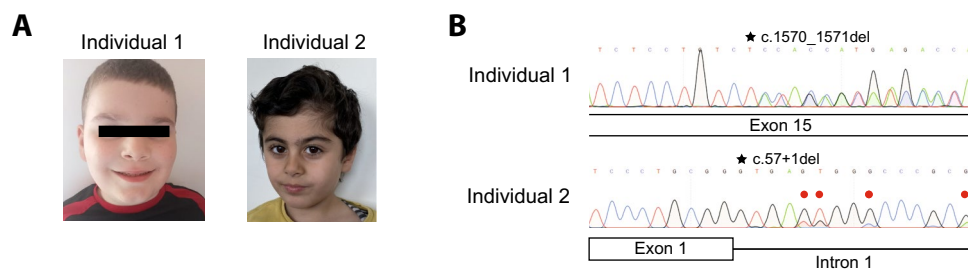 A
B
Individual 1
Individual 2
★ c.1570_1571del
T C T C C T G T C T C C A C C A T G A G A C C
Individual 1
Exon 15
★ c.57+1del
T C C C T G C G G G T G A G T G G G C C C G C G
Individual 2
Exon 1
Intron 1